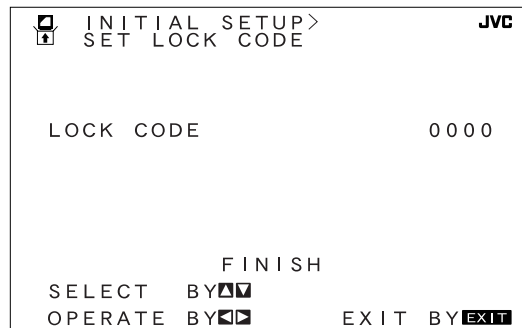 INITIAL SETUP> JVC
SET LOCK CODE
LOCK CODE 0000
FINISH
SELECT BY▲▼
OPERATE BY◀▶ EXIT BY EXIT